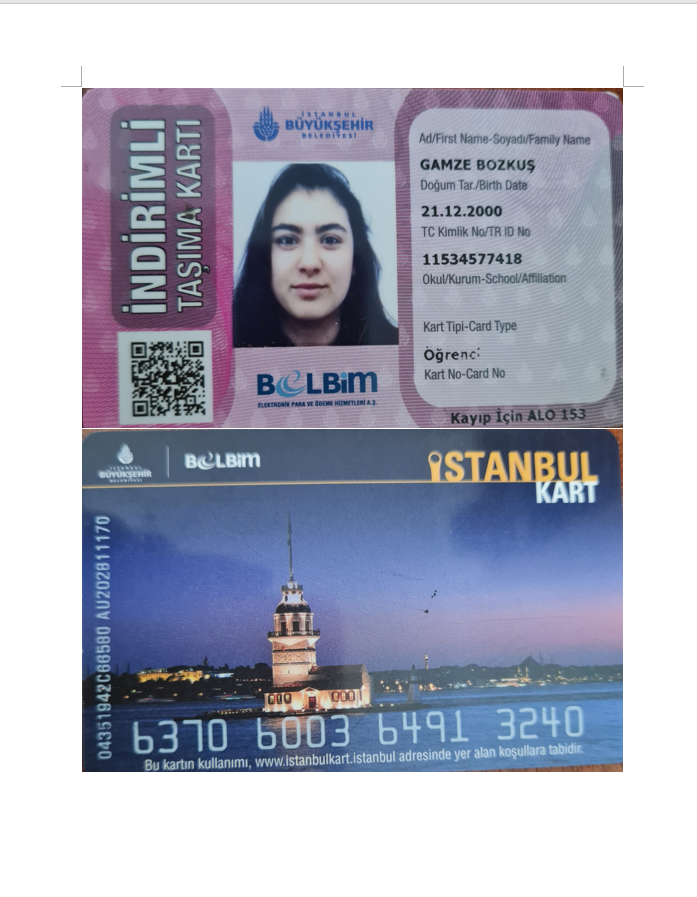 İNDİRİMLİ
TAŞIMA KARTI
İSTANBUL
BÜYÜKŞEHİR
BELEDİYESİ
Ad/First Name-Soyadı/Family Name
GAMZE BOZKUŞ
Doğum Tar./Birth Date
21.12.2000
TC Kimlik No/TR ID No
11534577418
Okul/Kurum-School/Affiliation
Kart Tipi-Card Type
Öğrenci
Kart No-Card No
BELBiM
ELEKTRONİK PARA VE ÖDEME HİZMETLERİ A.Ş.
Kayıp İçin ALO 153
İSTANBUL
BÜYÜKŞEHİR
BELEDİYESİ
BELBiM
İSTANBUL
KART
04351942C66580 AU202811170
6370 6003 6491 3240
Bu kartın kullanımı, www.istanbulkart.istanbul adresinde yer alan koşullara tabidir.